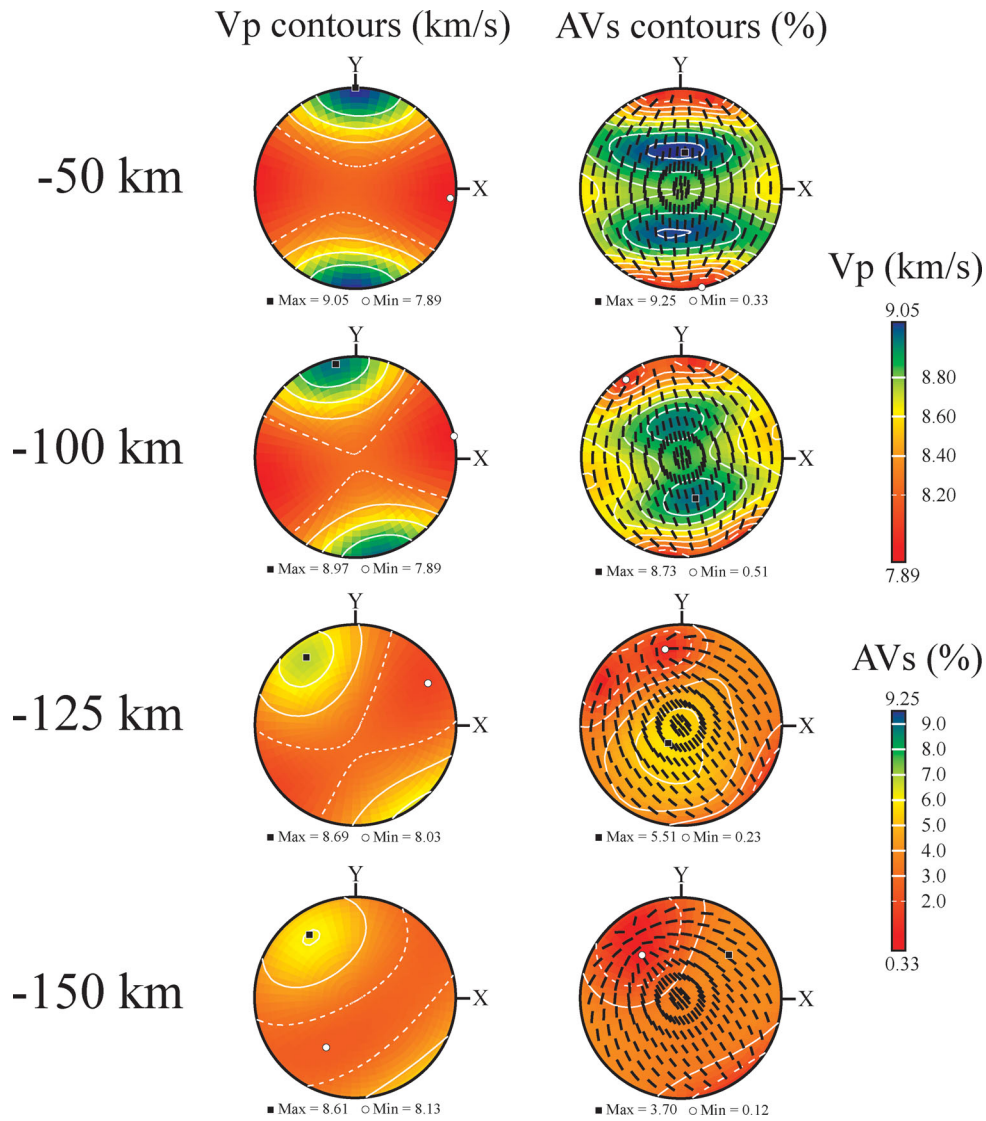 Vp contours (km/s) AVs contours (%)
Y Y
-50 km X X
■ Max = 9.05 ○ Min = 7.89 ■ Max = 9.25 ○ Min = 0.33
Vp (km/s)
9.05
8.80
8.60
8.40
8.20
7.89
Y Y
-100 km X X
■ Max = 8.97 ○ Min = 7.89 ■ Max = 8.73 ○ Min = 0.51
Y Y
-125 km X X
■ Max = 8.69 ○ Min = 8.03 ■ Max = 5.51 ○ Min = 0.23
AVs (%)
9.25
9.0
8.0
7.0
6.0
5.0
4.0
3.0
2.0
0.33
Y Y
-150 km X X
■ Max = 8.61 ○ Min = 8.13 ■ Max = 3.70 ○ Min = 0.12